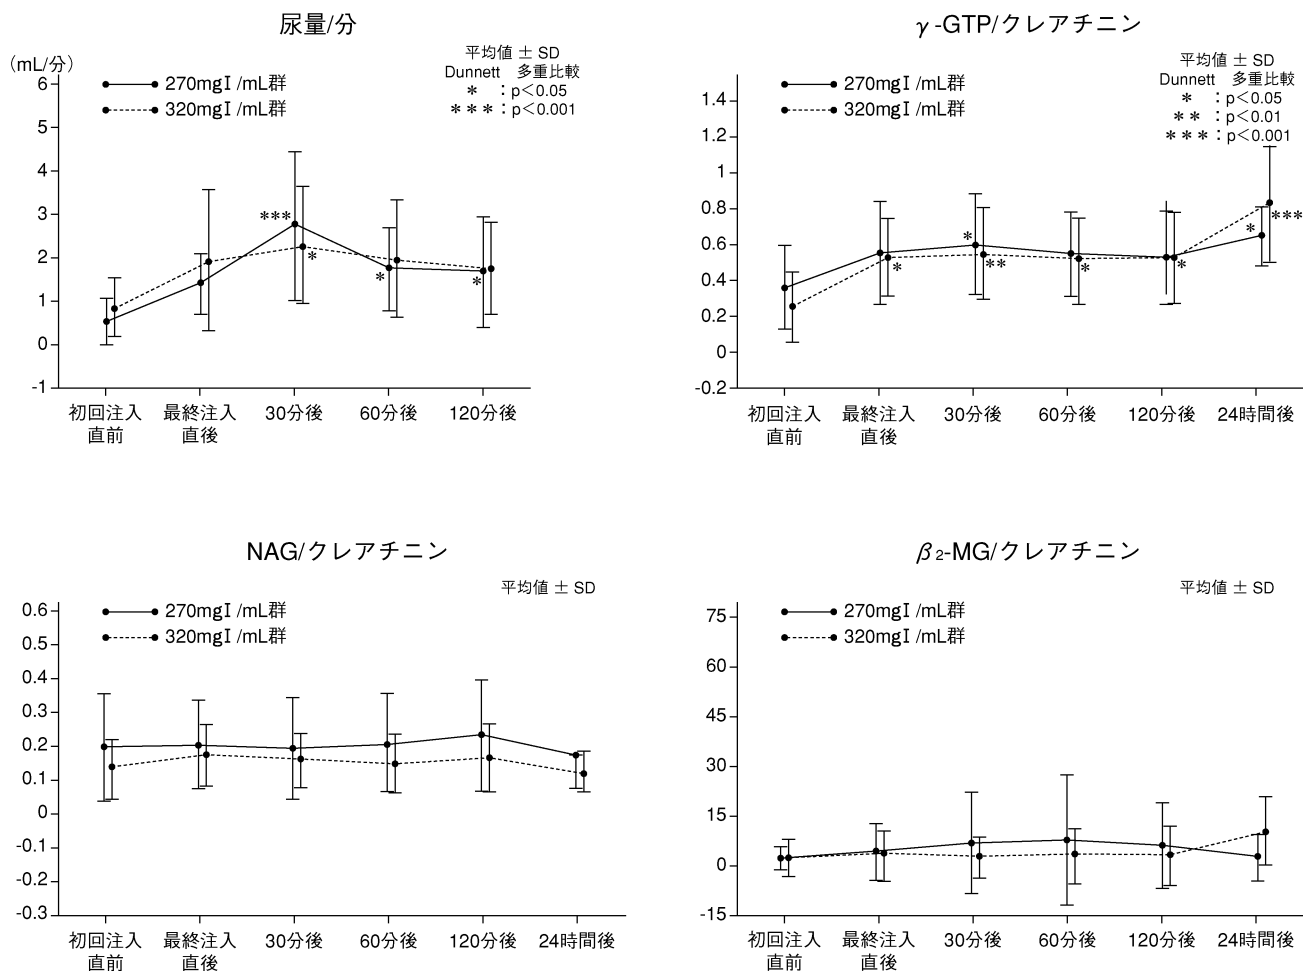 尿量/分
(mL/分)
平均値 ± SD
Dunnett 多重比較
* :p<0.05
*** :p<0.001
270mgI /mL群
320mgI /mL群
6
5
4
3
2
1
0
-1
***
*
*
*
初回注入
直前
最終注入
直後
30分後
60分後
120分後
γ-GTP/クレアチニン
平均値 ± SD
Dunnett 多重比較
* :p<0.05
** :p<0.01
*** :p<0.001
270mgI /mL群
320mgI /mL群
1.4
1.2
1
0.8
0.6
0.4
0.2
0
-0.2
*
*
**
*
*
*
***
初回注入
直前
最終注入
直後
30分後
60分後
120分後
24時間後
NAG/クレアチニン
平均値 ± SD
270mgI /mL群
320mgI /mL群
0.6
0.5
0.4
0.3
0.2
0.1
0
-0.1
-0.2
-0.3
初回注入
直前
最終注入
直後
30分後
60分後
120分後
24時間後
β2-MG/クレアチニン
平均値 ± SD
270mgI /mL群
320mgI /mL群
75
60
45
30
15
0
-15
初回注入
直前
最終注入
直後
30分後
60分後
120分後
24時間後